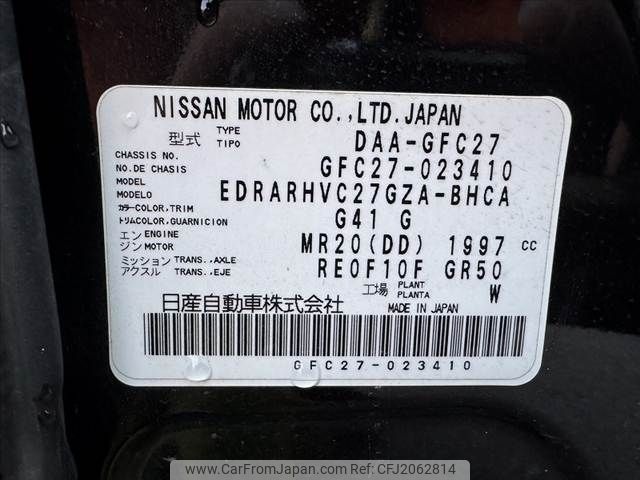 NISSAN MOTOR CO.,LTD.JAPAN
型式 TYPE TIPO DAA-GFC27
CHASSIS NO. NO.DE CHASIS GFC27-023410
MODEL MODELO EDRARHVC27GZA-BHCA
カラーCOLOR,TRIM トリムCOLOR,GUARNICION G41 G
エンジン ENGINE MOTOR MR20(DD) 1997 CC
ミッション TRANS.,AXLE アクスル TRANS.,EJE RE0F10F GR50
工場 PLANT PLANTA W
日産自動車株式会社 MADE IN JAPAN
GFC27-023410
www.CarFromJapan.com | CarFromJapan: CFJ2062814